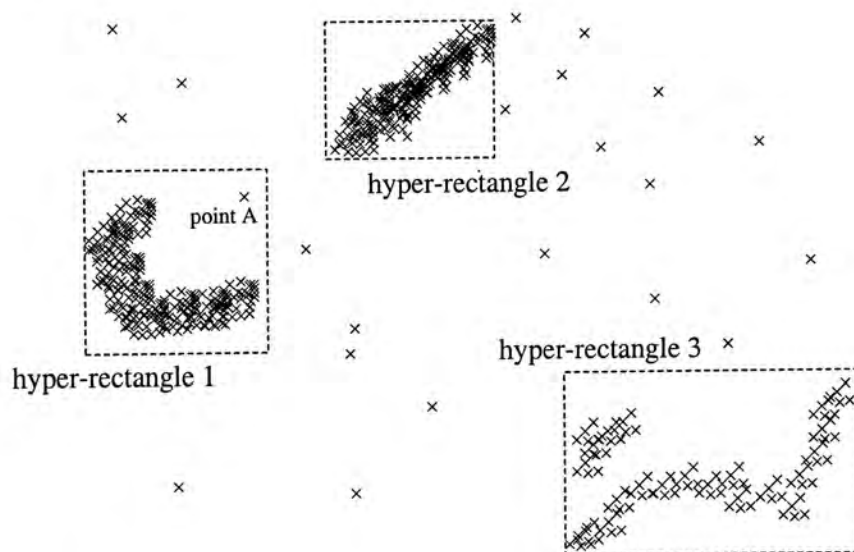 hyper-rectangle 2
point A
hyper-rectangle 3
hyper-rectangle 1